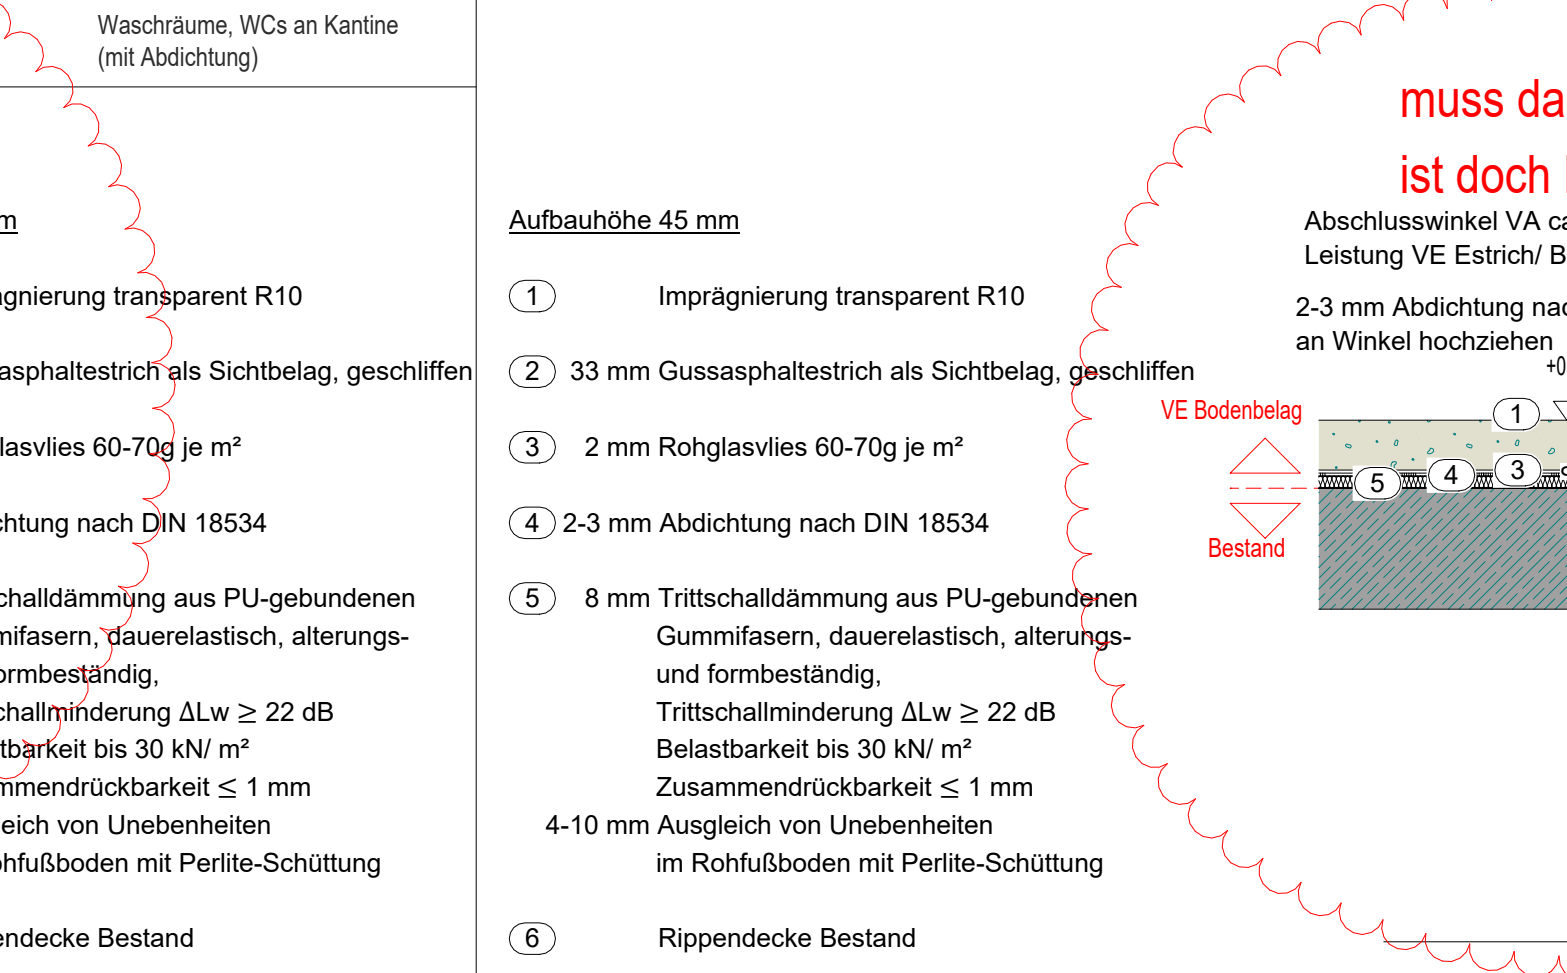 Waschräume, WCs an Kantine
(mit Abdichtung)
m
gnierung transparent R10
asphaltestrich als Sichtbelag, geschliffen
lasvlies 60-70g je m²
chtung nach DIN 18534
challdämmung aus PU-gebundenen
mifasern, dauerelastisch, alterungs-
ormbeständig,
challminderung ΔLw ≥ 22 dB
tbarkeit bis 30 kN/ m²
mmendrückbarkeit ≤ 1 mm
eich von Unebenheiten
ohfußboden mit Perlite-Schüttung
endecke Bestand
Aufbauhöhe 45 mm
1 Imprägnierung transparent R10
2 33 mm Gussasphaltestrich als Sichtbelag, geschliffen
3 2 mm Rohglasvlies 60-70g je m²
4 2-3 mm Abdichtung nach DIN 18534
5 8 mm Trittschalldämmung aus PU-gebundenen
Gummifasern, dauerelastisch, alterungs-
und formbeständig,
Trittschallminderung ΔLw ≥ 22 dB
Belastbarkeit bis 30 kN/ m²
Zusammendrückbarkeit ≤ 1 mm
4-10 mm Ausgleich von Unebenheiten
im Rohfußboden mit Perlite-Schüttung
6 Rippendecke Bestand
muss da
ist doch
Abschlusswinkel VA ca
Leistung VE Estrich/ B
2-3 mm Abdichtung nac
an Winkel hochziehen
+0
VE Bodenbelag
1
5 4 3
Bestand